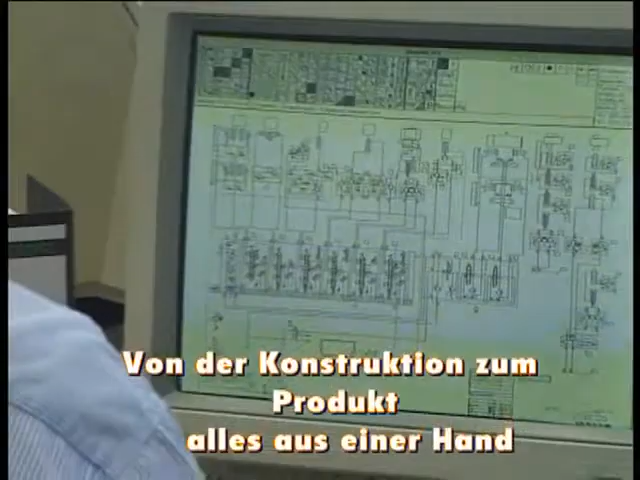 Von der Konstruktion zum
Produkt
alles aus einer Hand